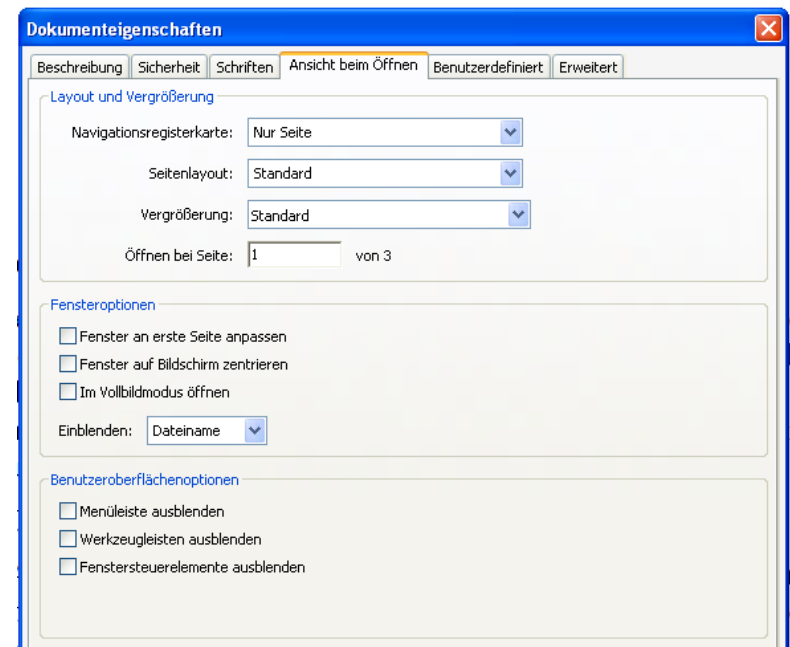 Dokumenteigenschaften
Beschreibung Sicherheit Schriften Ansicht beim Öffnen Benutzerdefiniert Erweitert
Layout und Vergrößerung
Navigationsregisterkarte: Nur Seite
Seitenlayout: Standard
Vergrößerung: Standard
Öffnen bei Seite: 1 von 3
Fensteroptionen
Fenster an erste Seite anpassen
Fenster auf Bildschirm zentrieren
Im Vollbildmodus öffnen
Einblenden: Dateiname
Benutzeroberflächenoptionen
Menüleiste ausblenden
Werkzeugleisten ausblenden
Fenstersteuerelemente ausblenden